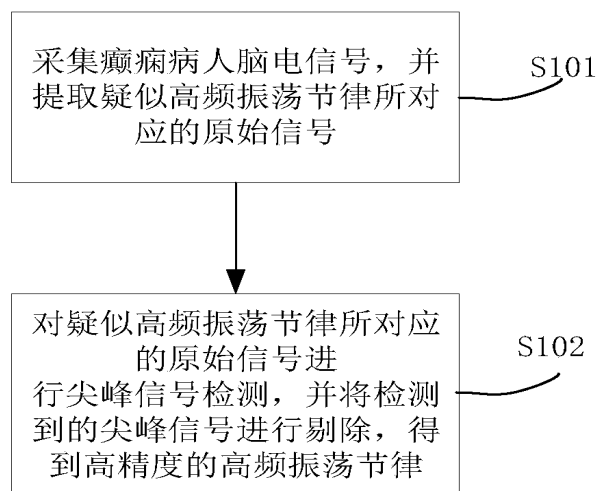 采集癫痫病人脑电信号，并
提取疑似高频振荡节律所对
应的原始信号
S101
对疑似高频振荡节律所对应
的原始信号进
行尖峰信号检测，并将检测
到的尖峰信号进行剔除，得
到高精度的高频振荡节律
S102